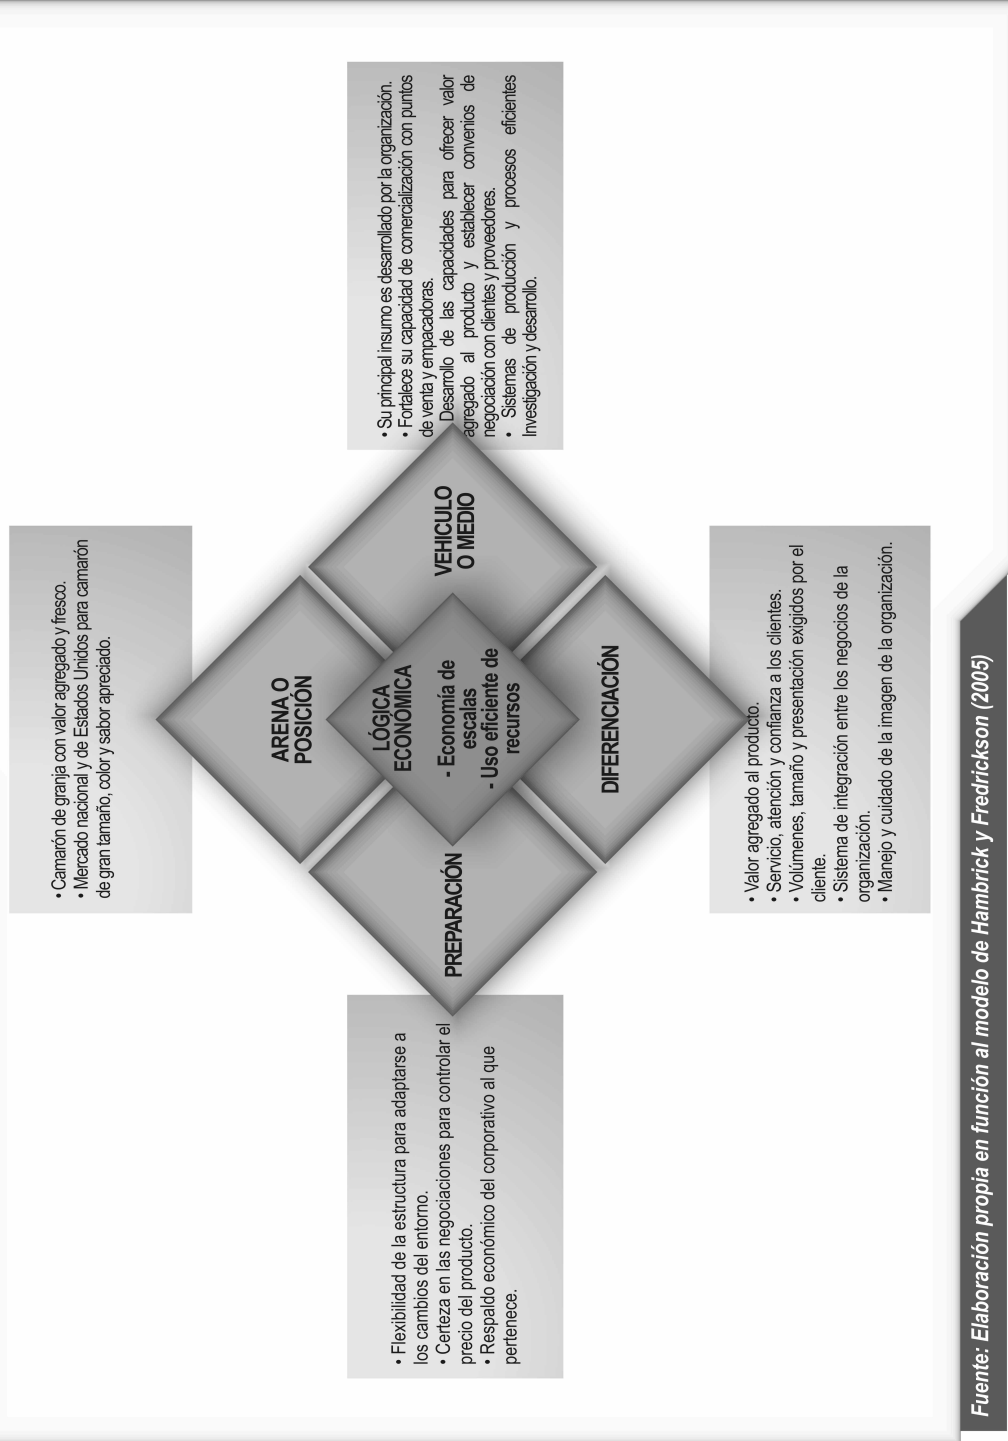 • Camarón de granja con valor agregado y fresco.
• Mercado nacional y de Estados Unidos para camarón
de gran tamaño, color y sabor apreciado.
ARENA O
POSICIÓN
• Flexibilidad de la estructura para adaptarse a
los cambios del entorno.
• Certeza en las negociaciones para controlar el
precio del producto.
• Respaldo económico del corporativo al que
pertenece.
PREPARACIÓN
LÓGICA
ECONÓMICA
- Economía de
escalas
- Uso eficiente de
recursos
VEHICULO
O MEDIO
• Su principal insumo es desarrollado por la organización.
• Fortalece su capacidad de comercialización con puntos
de venta y empacadoras.
Desarrollo de las capacidades para ofrecer valor
agregado al producto y establecer convenios de
negociación con clientes y proveedores.
• Sistemas de producción y procesos eficientes
Investigación y desarrollo.
DIFERENCIACIÓN
• Valor agregado al producto.
• Servicio, atención y confianza a los clientes.
• Volúmenes, tamaño y presentación exigidos por el
cliente.
• Sistema de integración entre los negocios de la
organización.
• Manejo y cuidado de la imagen de la organización.
Fuente: Elaboración propia en función al modelo de Hambrick y Fredrickson (2005)